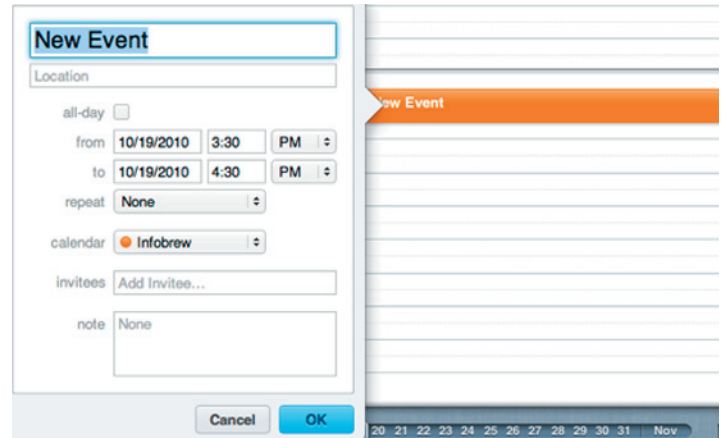 New Event
Location
all-day
from 10/19/2010 3:30 PM
to 10/19/2010 4:30 PM
repeat None
calendar Infobrew
invitees Add Invitee...
note None
Cancel OK
ew Event
20 21 22 23 24 25 26 27 28 29 30 31 Nov